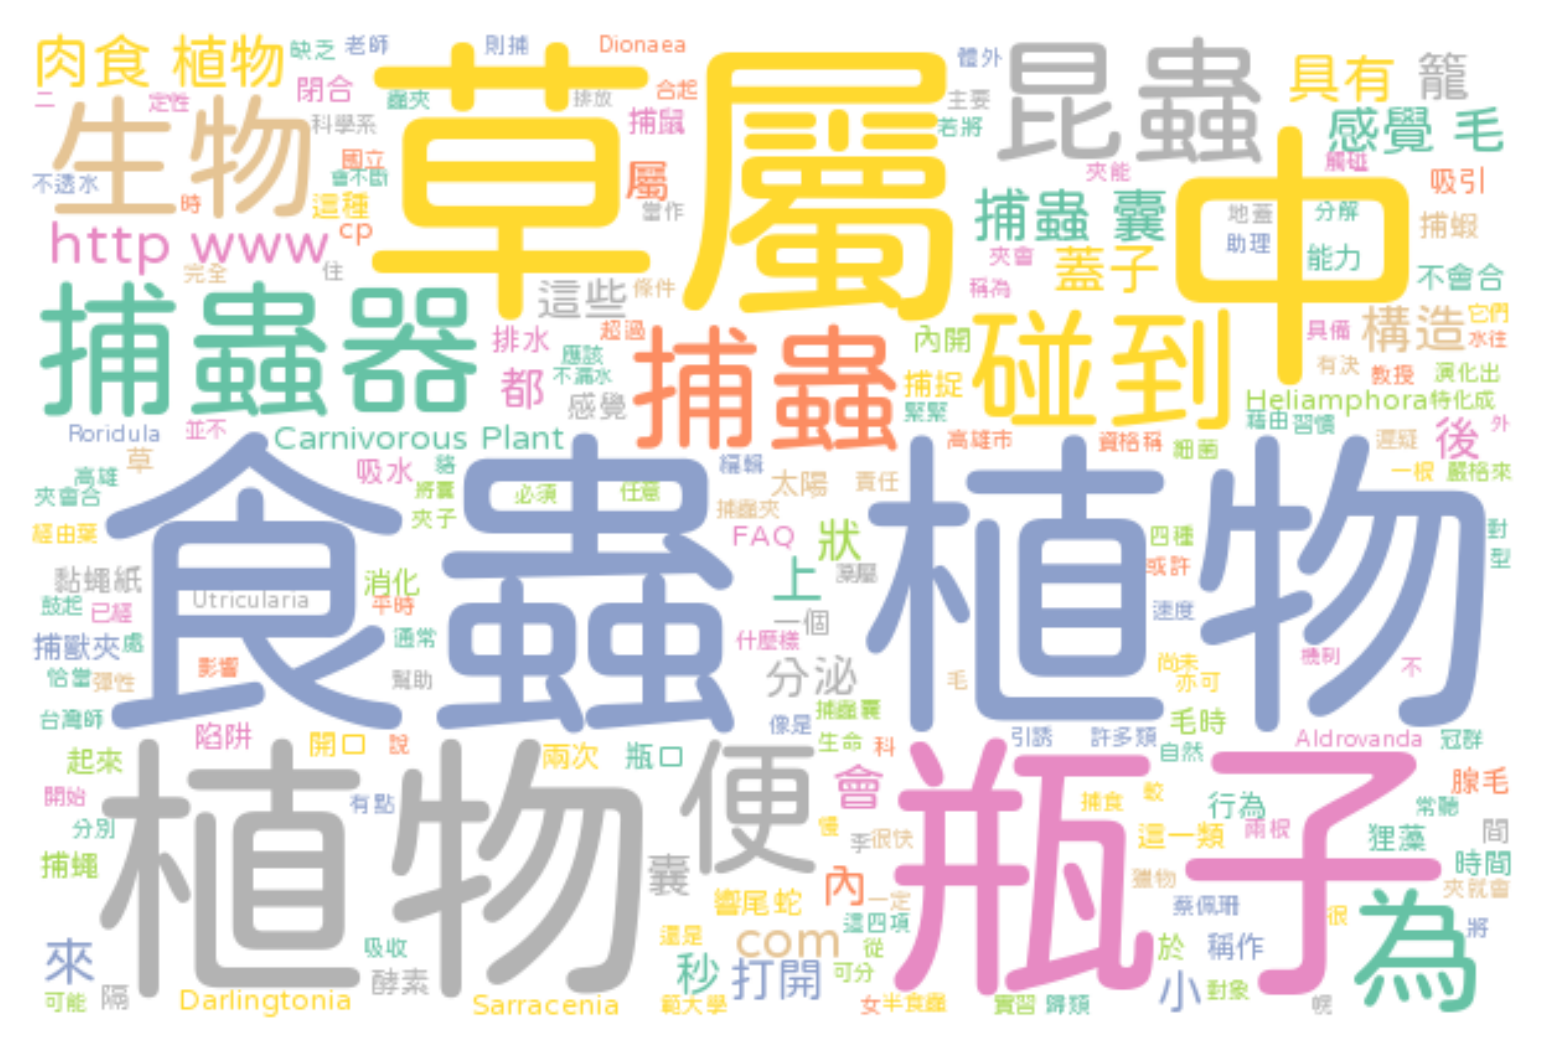 肉食 植物
缺乏
老師
則捕
Dionaea
體外
昆蟲
具有
籠
二
定性
閉合
蟲夾
排放
合起
主要
草屬
中
生物
科學系
捕鼠
若將
感覺 毛
不透水
國立
會不斷
屬
夾能
觸碰
吸引
時
這種
當作
捕蟲 囊
地蓋
分解
捕蝦
http www
cp
助理
完全
住
夾會
蓋子
能力
不會合
捕蟲器
這些
條件
稱為
排水
超過
捕蟲
內開
碰到
具備
構造
它們
水往
應該
不漏水
都
感覺
捕捉
緊緊
有決
教授
演化出
Heliamphora
特化成
Roridula
並不
Carnivorous Plant
高雄市
資格稱
細菌
藉由
習慣
遲疑
後
外
草
高雄
吸水
貉
編輯
太陽
責任
一根
嚴格來
夾會合
將囊
必須
任意
夾子
捕蟲夾
經由葉
FAQ
狀
四種
對
食蟲 植物
黏蠅紙
消化
上
藻屬
或許
型
Utricularia
鼓起
已經
平時
一個
速度
捕獸夾
處
通常
什麼樣
影響
分泌
尚未
機制
不
恰當
彈性
幫助
毛
亦可
台灣師
像是
捕蟲囊
毛時
陷阱
開口
說
生命
科
引誘
許多類
Aldrovanda
冠群
起來
兩次
瓶口
自然
植物
便
會
瓶子
腺毛
開始
有點
捕食
較
行為
常聽
分別
慢
李
很快
這一類
兩根
狸藻
間
捕蠅
囊
內
獵物
時間
響尾蛇
一定
夾就會
蔡佩珊
很
為
這四項
將
來
吸收
還是
com
從
於
稱作
酵素
秒
打開
可分
小
對象
可能
隔
Darlingtonia
Sarracenia
範大學
女
半食蟲
實習
歸類